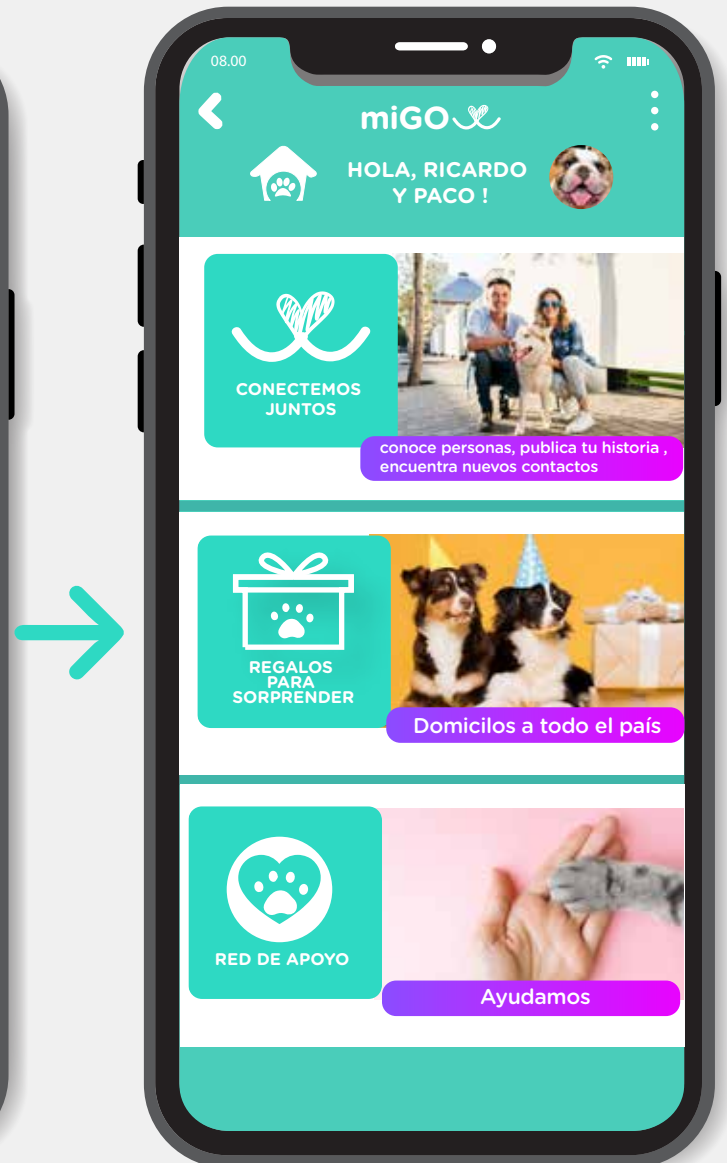 08.00
miGO
HOLA, RICARDO
Y PACO !
CONECTEMOS
JUNTOS
conoce personas, publica tu historia ,
encuentra nuevos contactos
REGALOS
PARA
SORPRENDER
Domicilos a todo el país
RED DE APOYO
Ayudamos